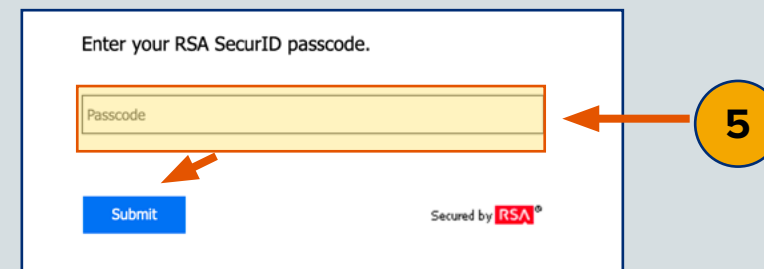 Enter your RSA SecurID passcode.
Passcode
5
Submit
Secured by RSA®